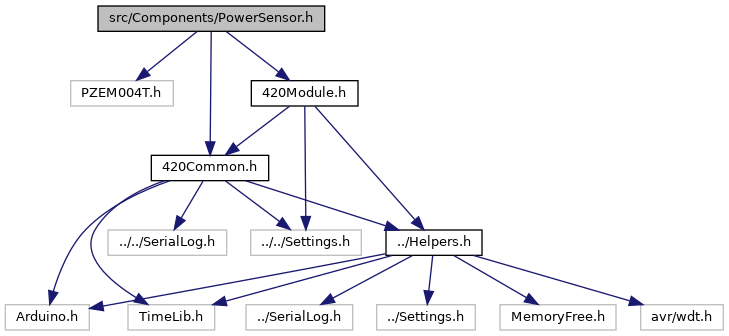 src/Components/PowerSensor.h
PZEM004T.h
420Module.h
420Common.h
../../SerialLog.h
../../Settings.h
../Helpers.h
Arduino.h
TimeLib.h
../SerialLog.h
../Settings.h
MemoryFree.h
avr/wdt.h